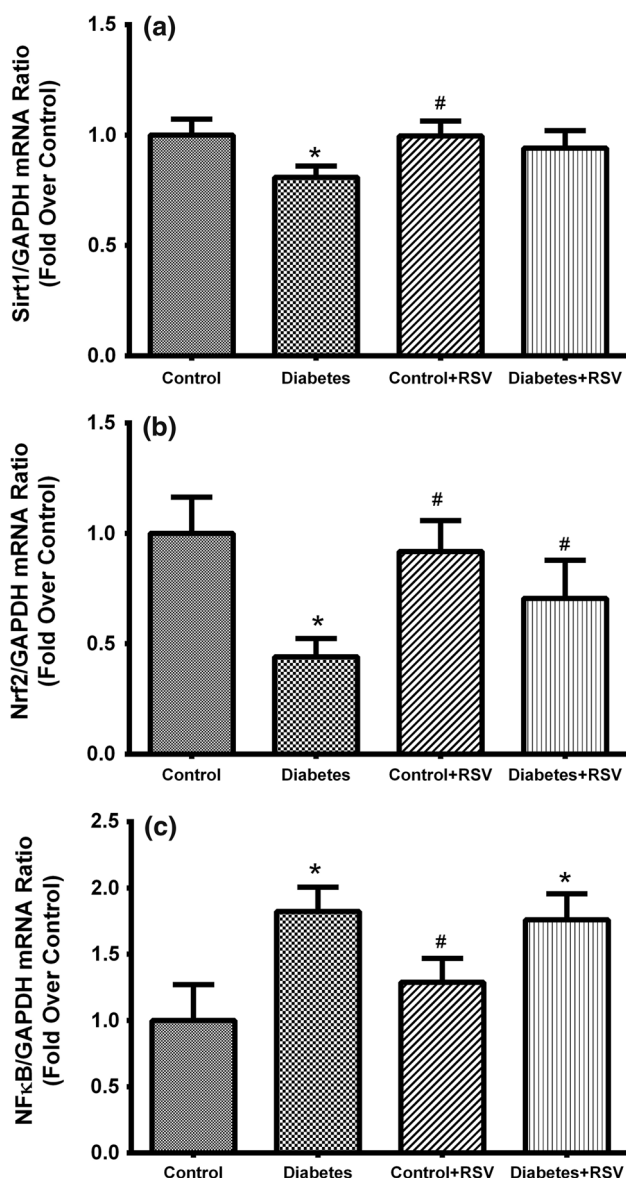 (a)
Sirt1/GAPDH mRNA Ratio
(Fold Over Control)
1.5
1.0
0.5
0.0
*
#
Control
Diabetes
Control+RSV
Diabetes+RSV
(b)
Nrf2/GAPDH mRNA Ratio
(Fold Over Control)
1.5
1.0
0.5
0.0
*
#
#
Control
Diabetes
Control+RSV
Diabetes+RSV
(c)
NFκB/GAPDH mRNA Ratio
(Fold Over Control)
2.5
2.0
1.5
1.0
0.5
0.0
*
#
*
Control
Diabetes
Control+RSV
Diabetes+RSV